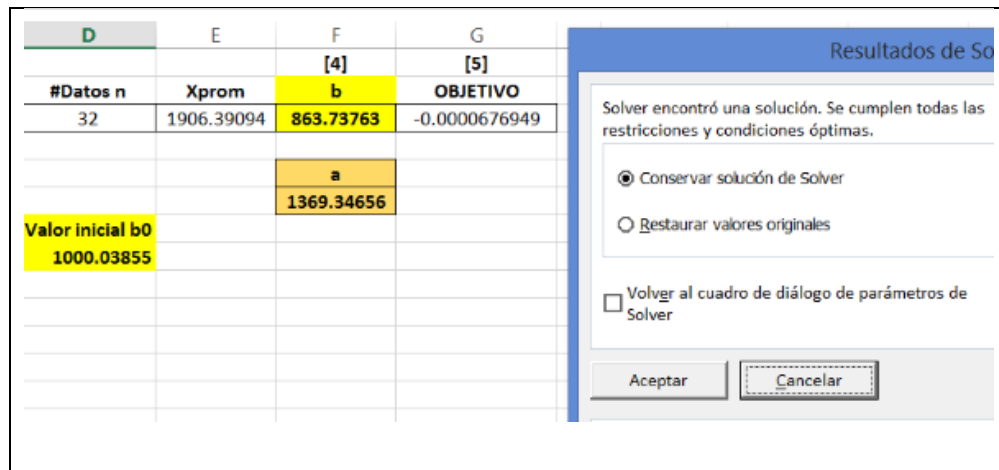 D E F G
[4] [5]
#Datos n Xprom b OBJETIVO
32 1906.39094 863.73763 -0.0000676949
a
1369.34656
Valor inicial b0
1000.03855
Resultados de So
Solver encontró una solución. Se cumplen todas las
restricciones y condiciones óptimas.
Conservar solución de Solver
Restaurar valores originales
Volver al cuadro de diálogo de parámetros de
Solver
Aceptar Cancelar